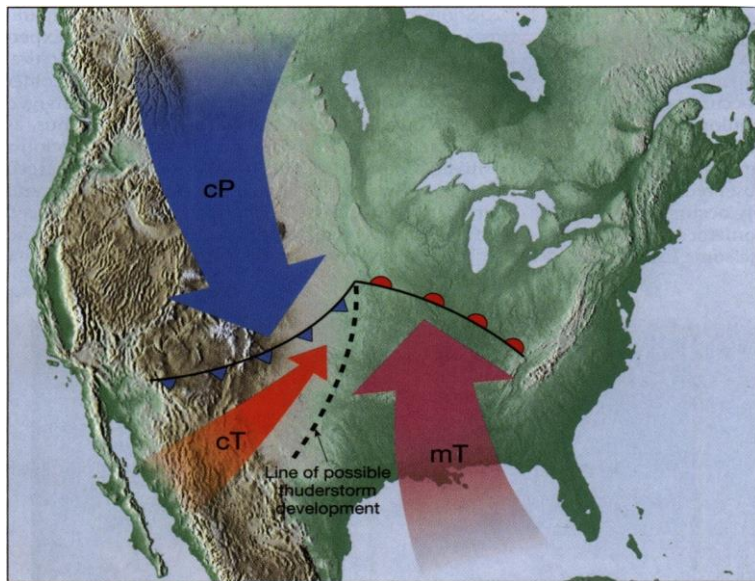 cP
cT
mT
Line of possible
thuderstorm
development